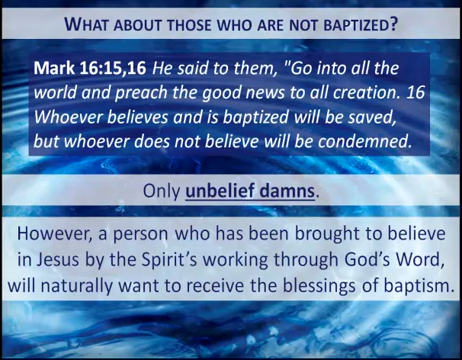 WHAT ABOUT THOSE WHO ARE NOT BAPTIZED?
Mark 16:15,16 He said to them, "Go into all the
world and preach the good news to all creation. 16
Whoever believes and is baptized will be saved,
but whoever does not believe will be condemned.
Only unbelief damns.
However, a person who has been brought to believe
in Jesus by the Spirit’s working through God’s Word,
will naturally want to receive the blessings of baptism.